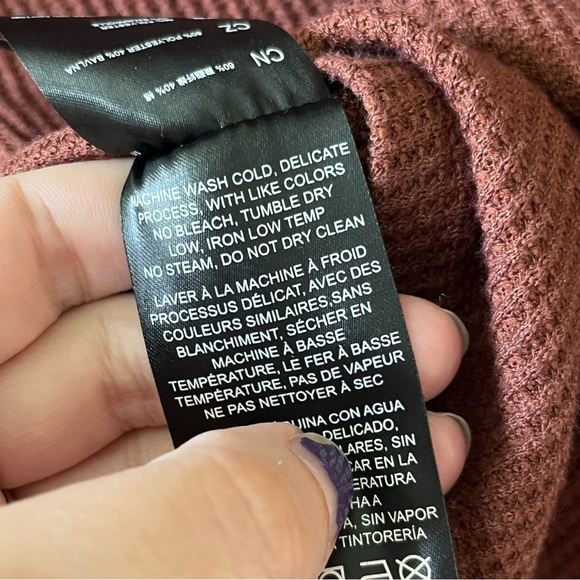 CZ
60% POLYESTER 40% BAVLNA
CN
MACHINE WASH COLD, DELICATE
PROCESS, WITH LIKE COLORS
NO BLEACH, TUMBLE DRY
LOW, IRON LOW TEMP
NO STEAM, DO NOT DRY CLEAN
LAVER À LA MACHINE À FROID
PROCESSUS DÉLICAT, AVEC DES
COULEURS SIMILAIRES,SANS
BLANCHIMENT, SÉCHER EN
MACHINE À BASSE
TEMPÉRATURE, LE FER À BASSE
TEMPÉRATURE, PAS DE VAPEUR
NE PAS NETTOYER À SEC
CON AGUA
DELICADO,
SIN
EN LA
A
, SIN VAPOR
TINTORERÍA